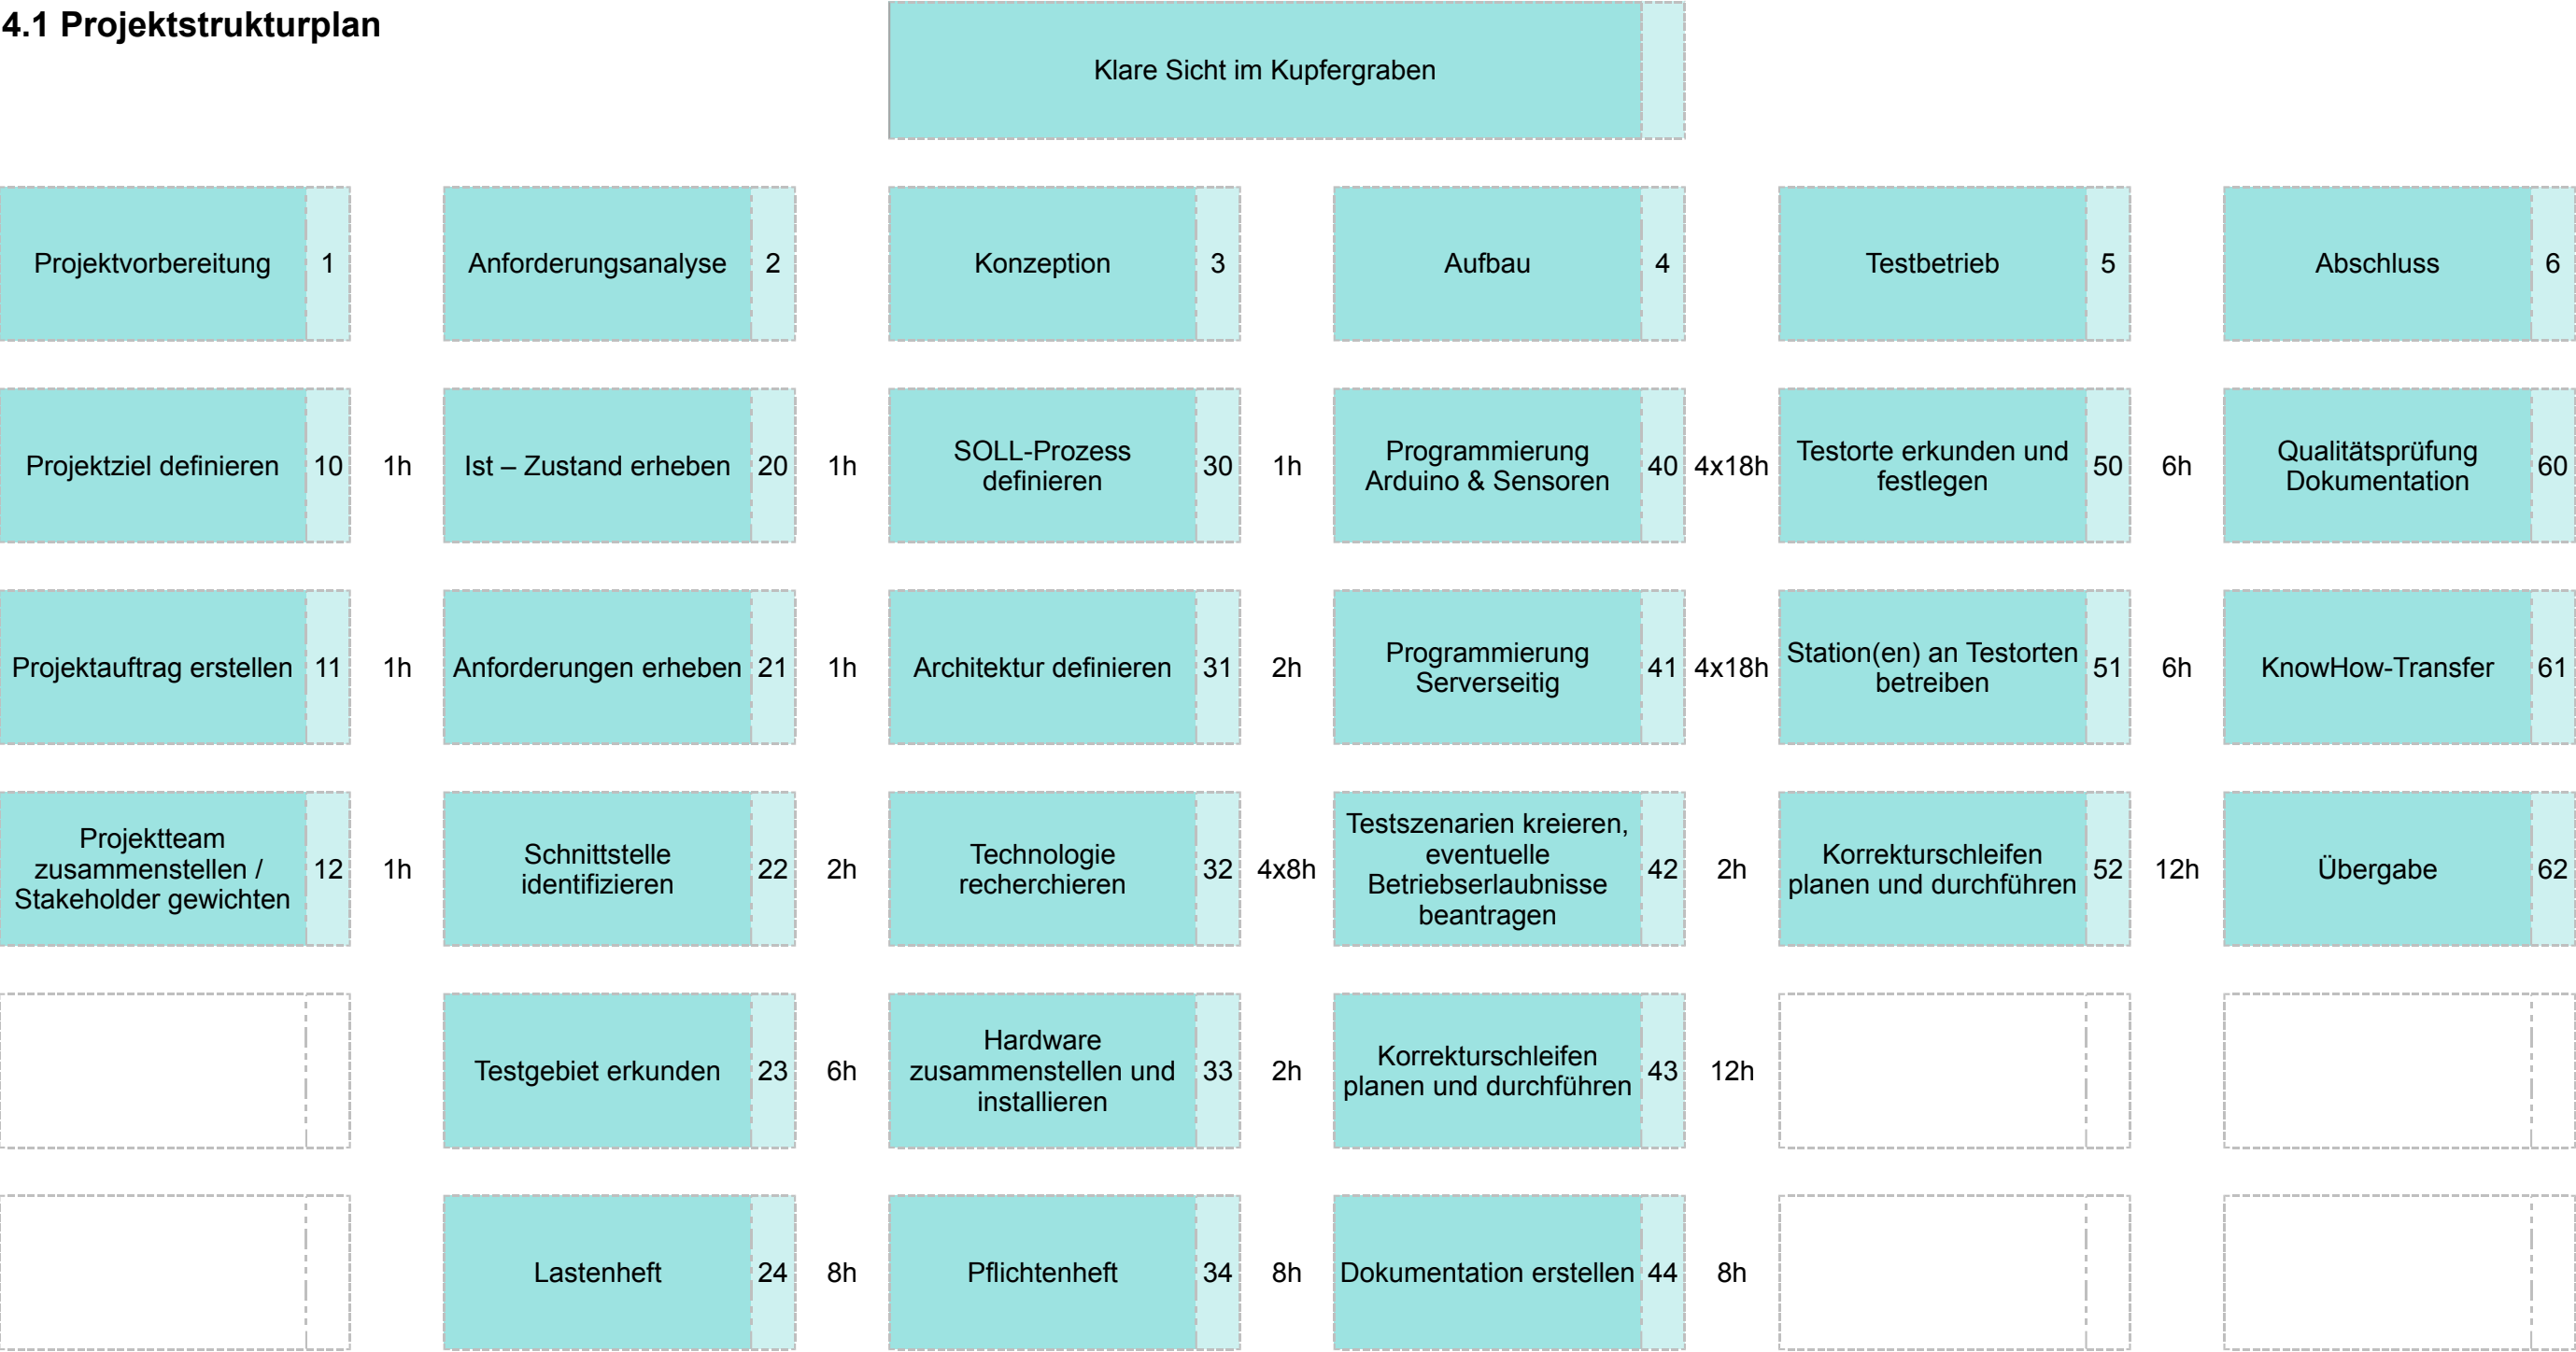 4.1 Projektstrukturplan
Klare Sicht im Kupfergraben
Projektvorbereitung 1
Anforderungsanalyse 2
Konzeption 3
Aufbau 4
Testbetrieb 5
Abschluss 6
Projektziel definieren 10 1h
Ist – Zustand erheben 20 1h
SOLL-Prozess
definieren 30 1h
Programmierung
Arduino & Sensoren 40 4x18h
Testorte erkunden und
festlegen 50 6h
Qualitätsprüfung
Dokumentation 60
Projektauftrag erstellen 11 1h
Anforderungen erheben 21 1h
Architektur definieren 31 2h
Programmierung
Serverseitig 41 4x18h
Station(en) an Testorten
betreiben 51 6h
KnowHow-Transfer 61
Projektteam
zusammenstellen /
Stakeholder gewichten 12 1h
Schnittstelle
identifizieren 22 2h
Technologie
recherchieren 32 4x8h
Testszenarien kreieren,
eventuelle
Betriebserlaubnisse
beantragen 42 2h
Korrekturschleifen
planen und durchführen 52 12h
Übergabe 62
Testgebiet erkunden 23 6h
Hardware
zusammenstellen und
installieren 33 2h
Korrekturschleifen
planen und durchführen 43 12h
Lastenheft 24 8h
Pflichtenheft 34 8h
Dokumentation erstellen 44 8h